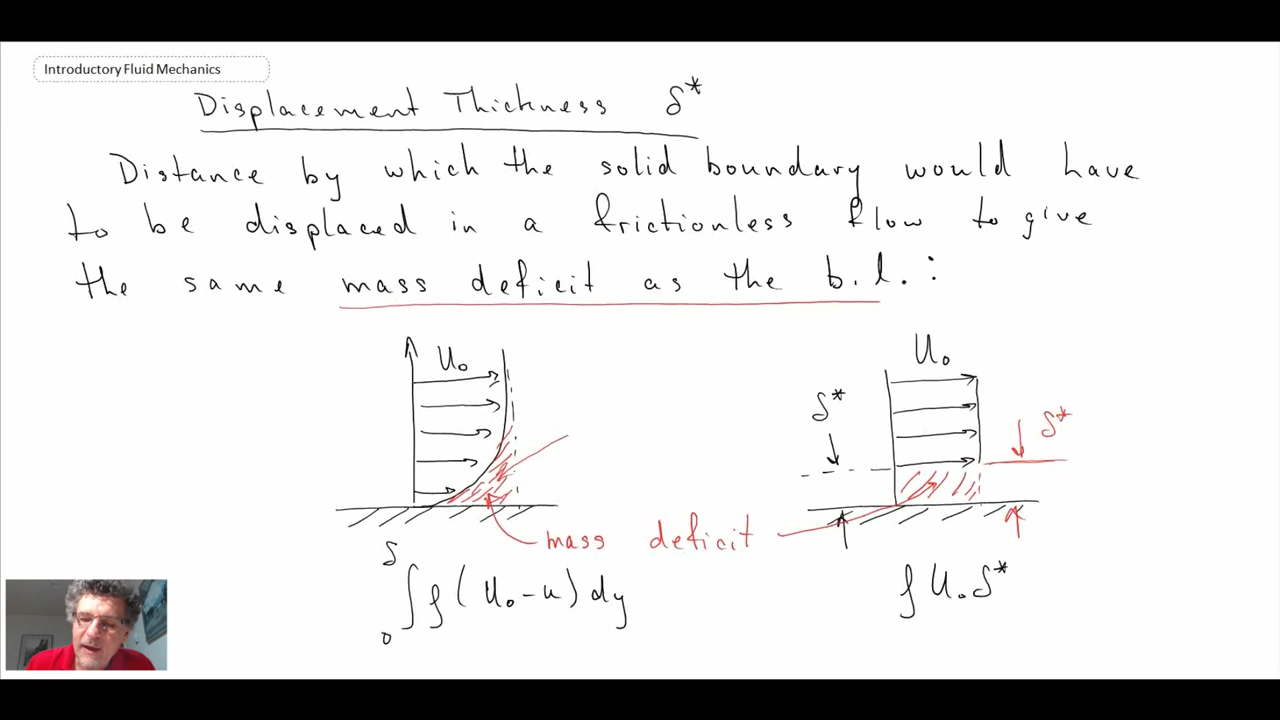 Introductory Fluid Mechanics
Displacement Thickness δ*
Distance by which the solid boundary would have
to be displaced in a frictionless flow to give
the same mass deficit as the b.l. :
U₀
U₀
δ*
δ*
mass deficit
∫₀^δ ρ(U₀-u)dy
ρU₀δ*